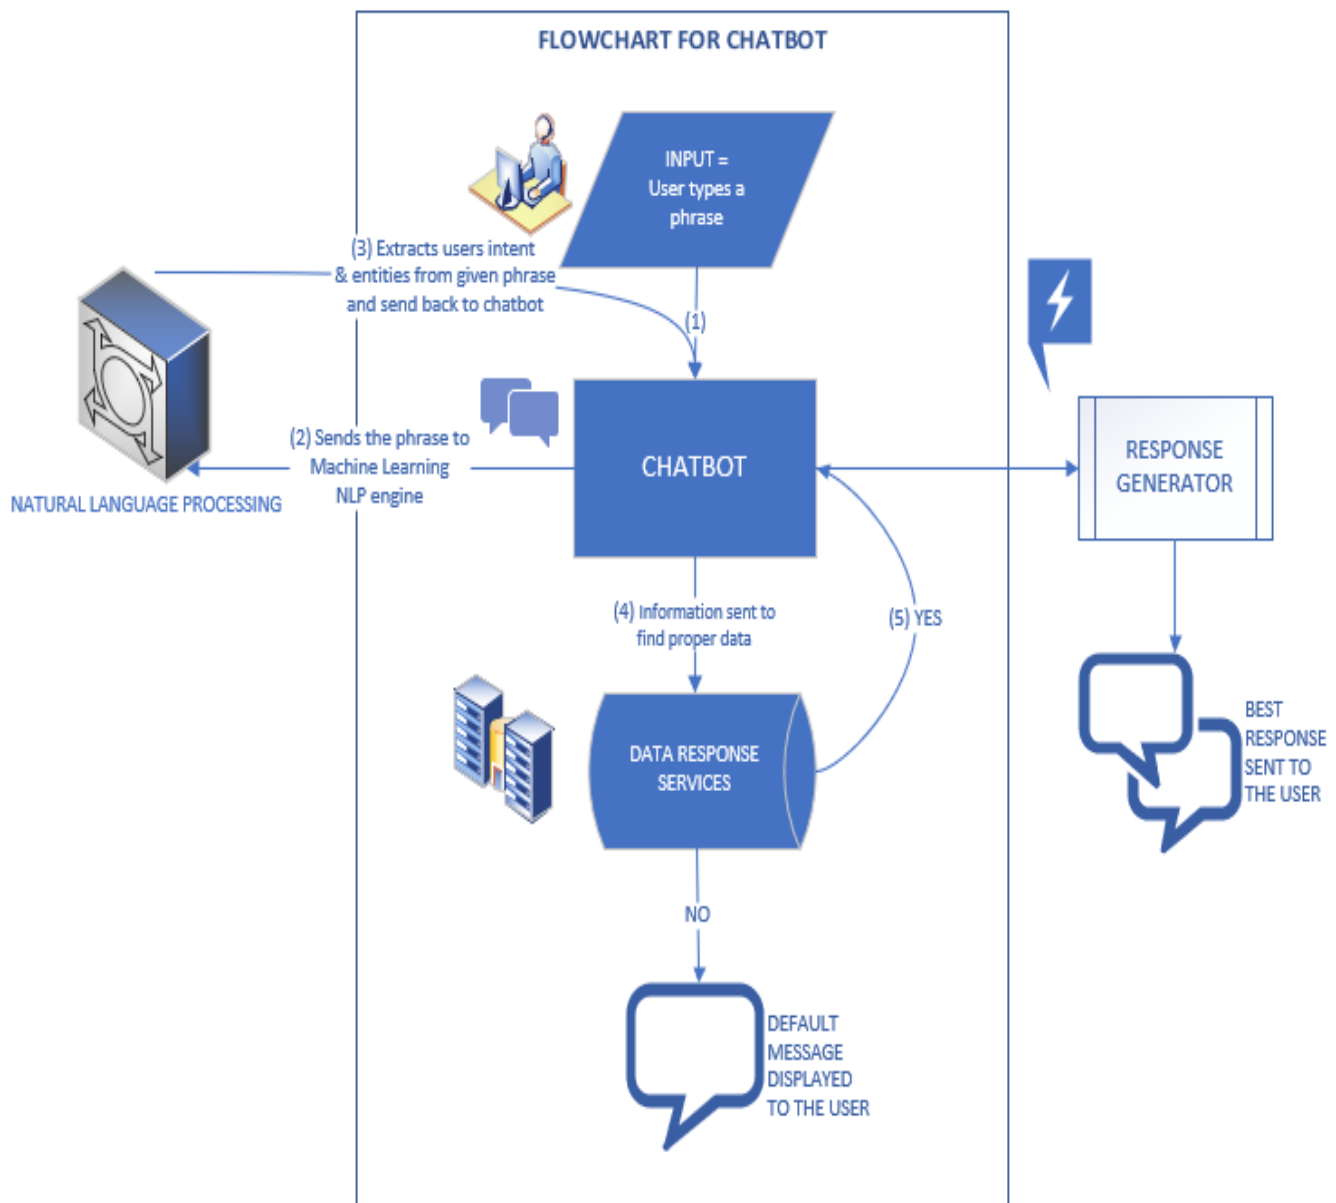 FLOWCHART FOR CHATBOT
INPUT =
User types a
phrase
(3) Extracts users intent
& entities from given phrase
and send back to chatbot
(1)
(2) Sends the phrase to
Machine Learning
NLP engine
NATURAL LANGUAGE PROCESSING
CHATBOT
RESPONSE
GENERATOR
(4) Information sent to
find proper data
(5) YES
DATA RESPONSE
SERVICES
BEST
RESPONSE
SENT TO
THE USER
NO
DEFAULT
MESSAGE
DISPLAYED
TO THE USER